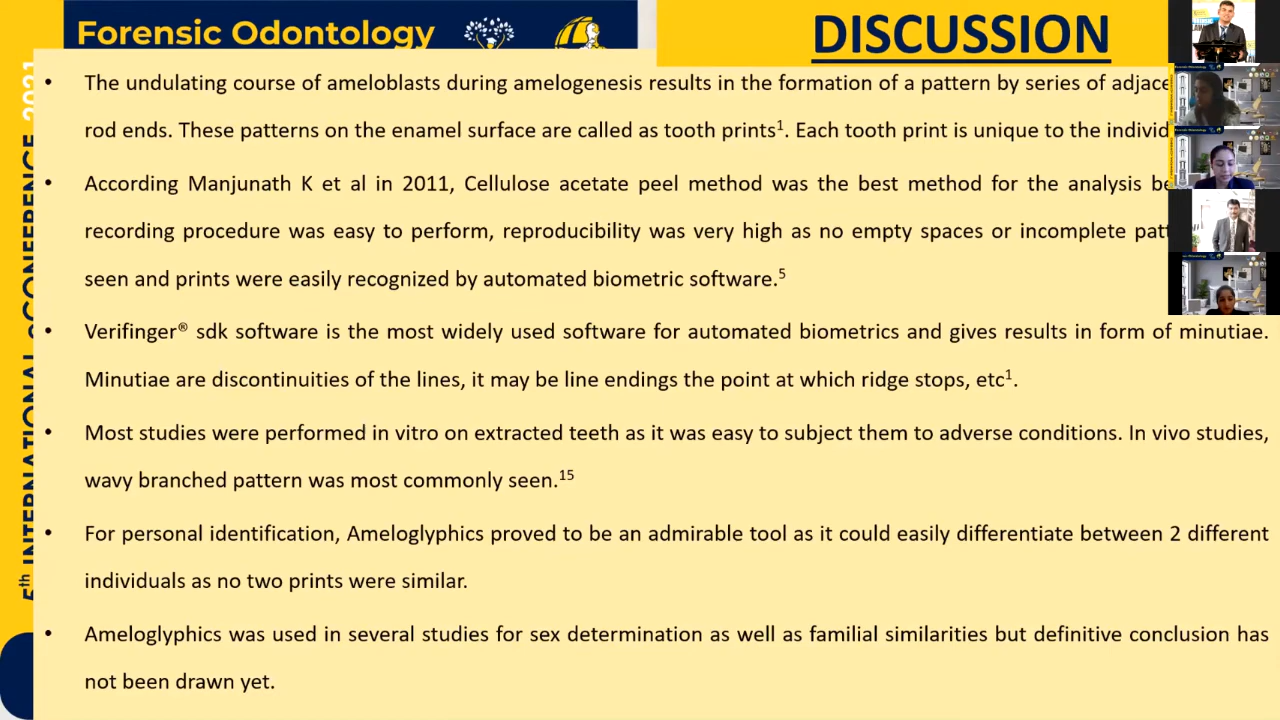 Forensic Odontology
DISCUSSION
5th INTERNATIONAL eCONFERENCE 2021
• The undulating course of ameloblasts during amelogenesis results in the formation of a pattern by series of
rod ends. These patterns on the enamel surface are called as tooth prints1. Each tooth print is unique to the
• According Manjunath K et al in 2011, Cellulose acetate peel method was the best method for the analysis
recording procedure was easy to perform, reproducibility was very high as no empty spaces or incomplete
seen and prints were easily recognized by automated biometric software.5
• Verifinger® sdk software is the most widely used software for automated biometrics and gives results in form of minutiae.
Minutiae are discontinuities of the lines, it may be line endings the point at which ridge stops, etc1.
• Most studies were performed in vitro on extracted teeth as it was easy to subject them to adverse conditions. In vivo studies,
wavy branched pattern was most commonly seen.15
• For personal identification, Ameloglyphics proved to be an admirable tool as it could easily differentiate between 2 different
individuals as no two prints were similar.
• Ameloglyphics was used in several studies for sex determination as well as familial similarities but definitive conclusion has
not been drawn yet.